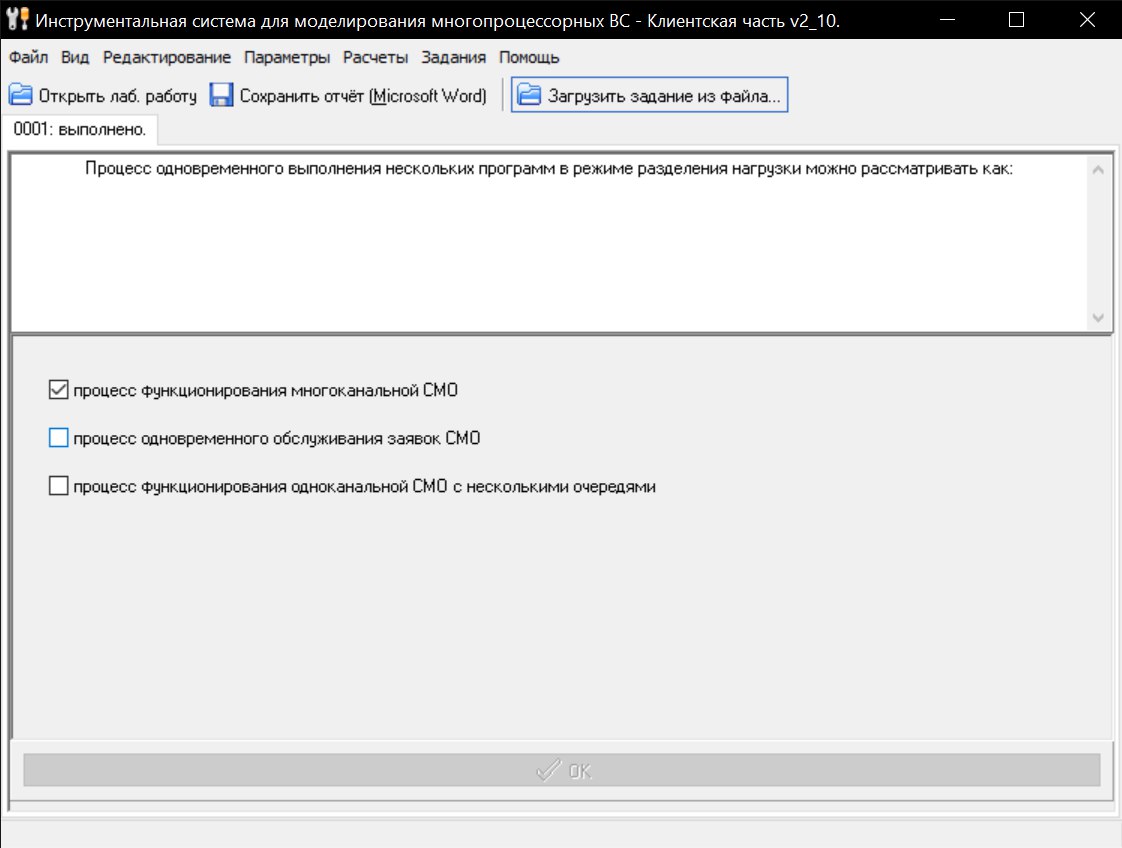 Инструментальная система для моделирования многопроцессорных ВС - Клиентская часть v2_10.
Файл Вид Редактирование Параметры Расчеты Задания Помощь
Открыть лаб. работу Сохранить отчёт (Microsoft Word) Загрузить задание из файла...
0001: выполнено.
Процесс одновременного выполнения нескольких программ в режиме разделения нагрузки можно рассматривать как:
процесс функционирования многоканальной СМО
процесс одновременного обслуживания заявок СМО
процесс функционирования одноканальной СМО с несколькими очередями
OK